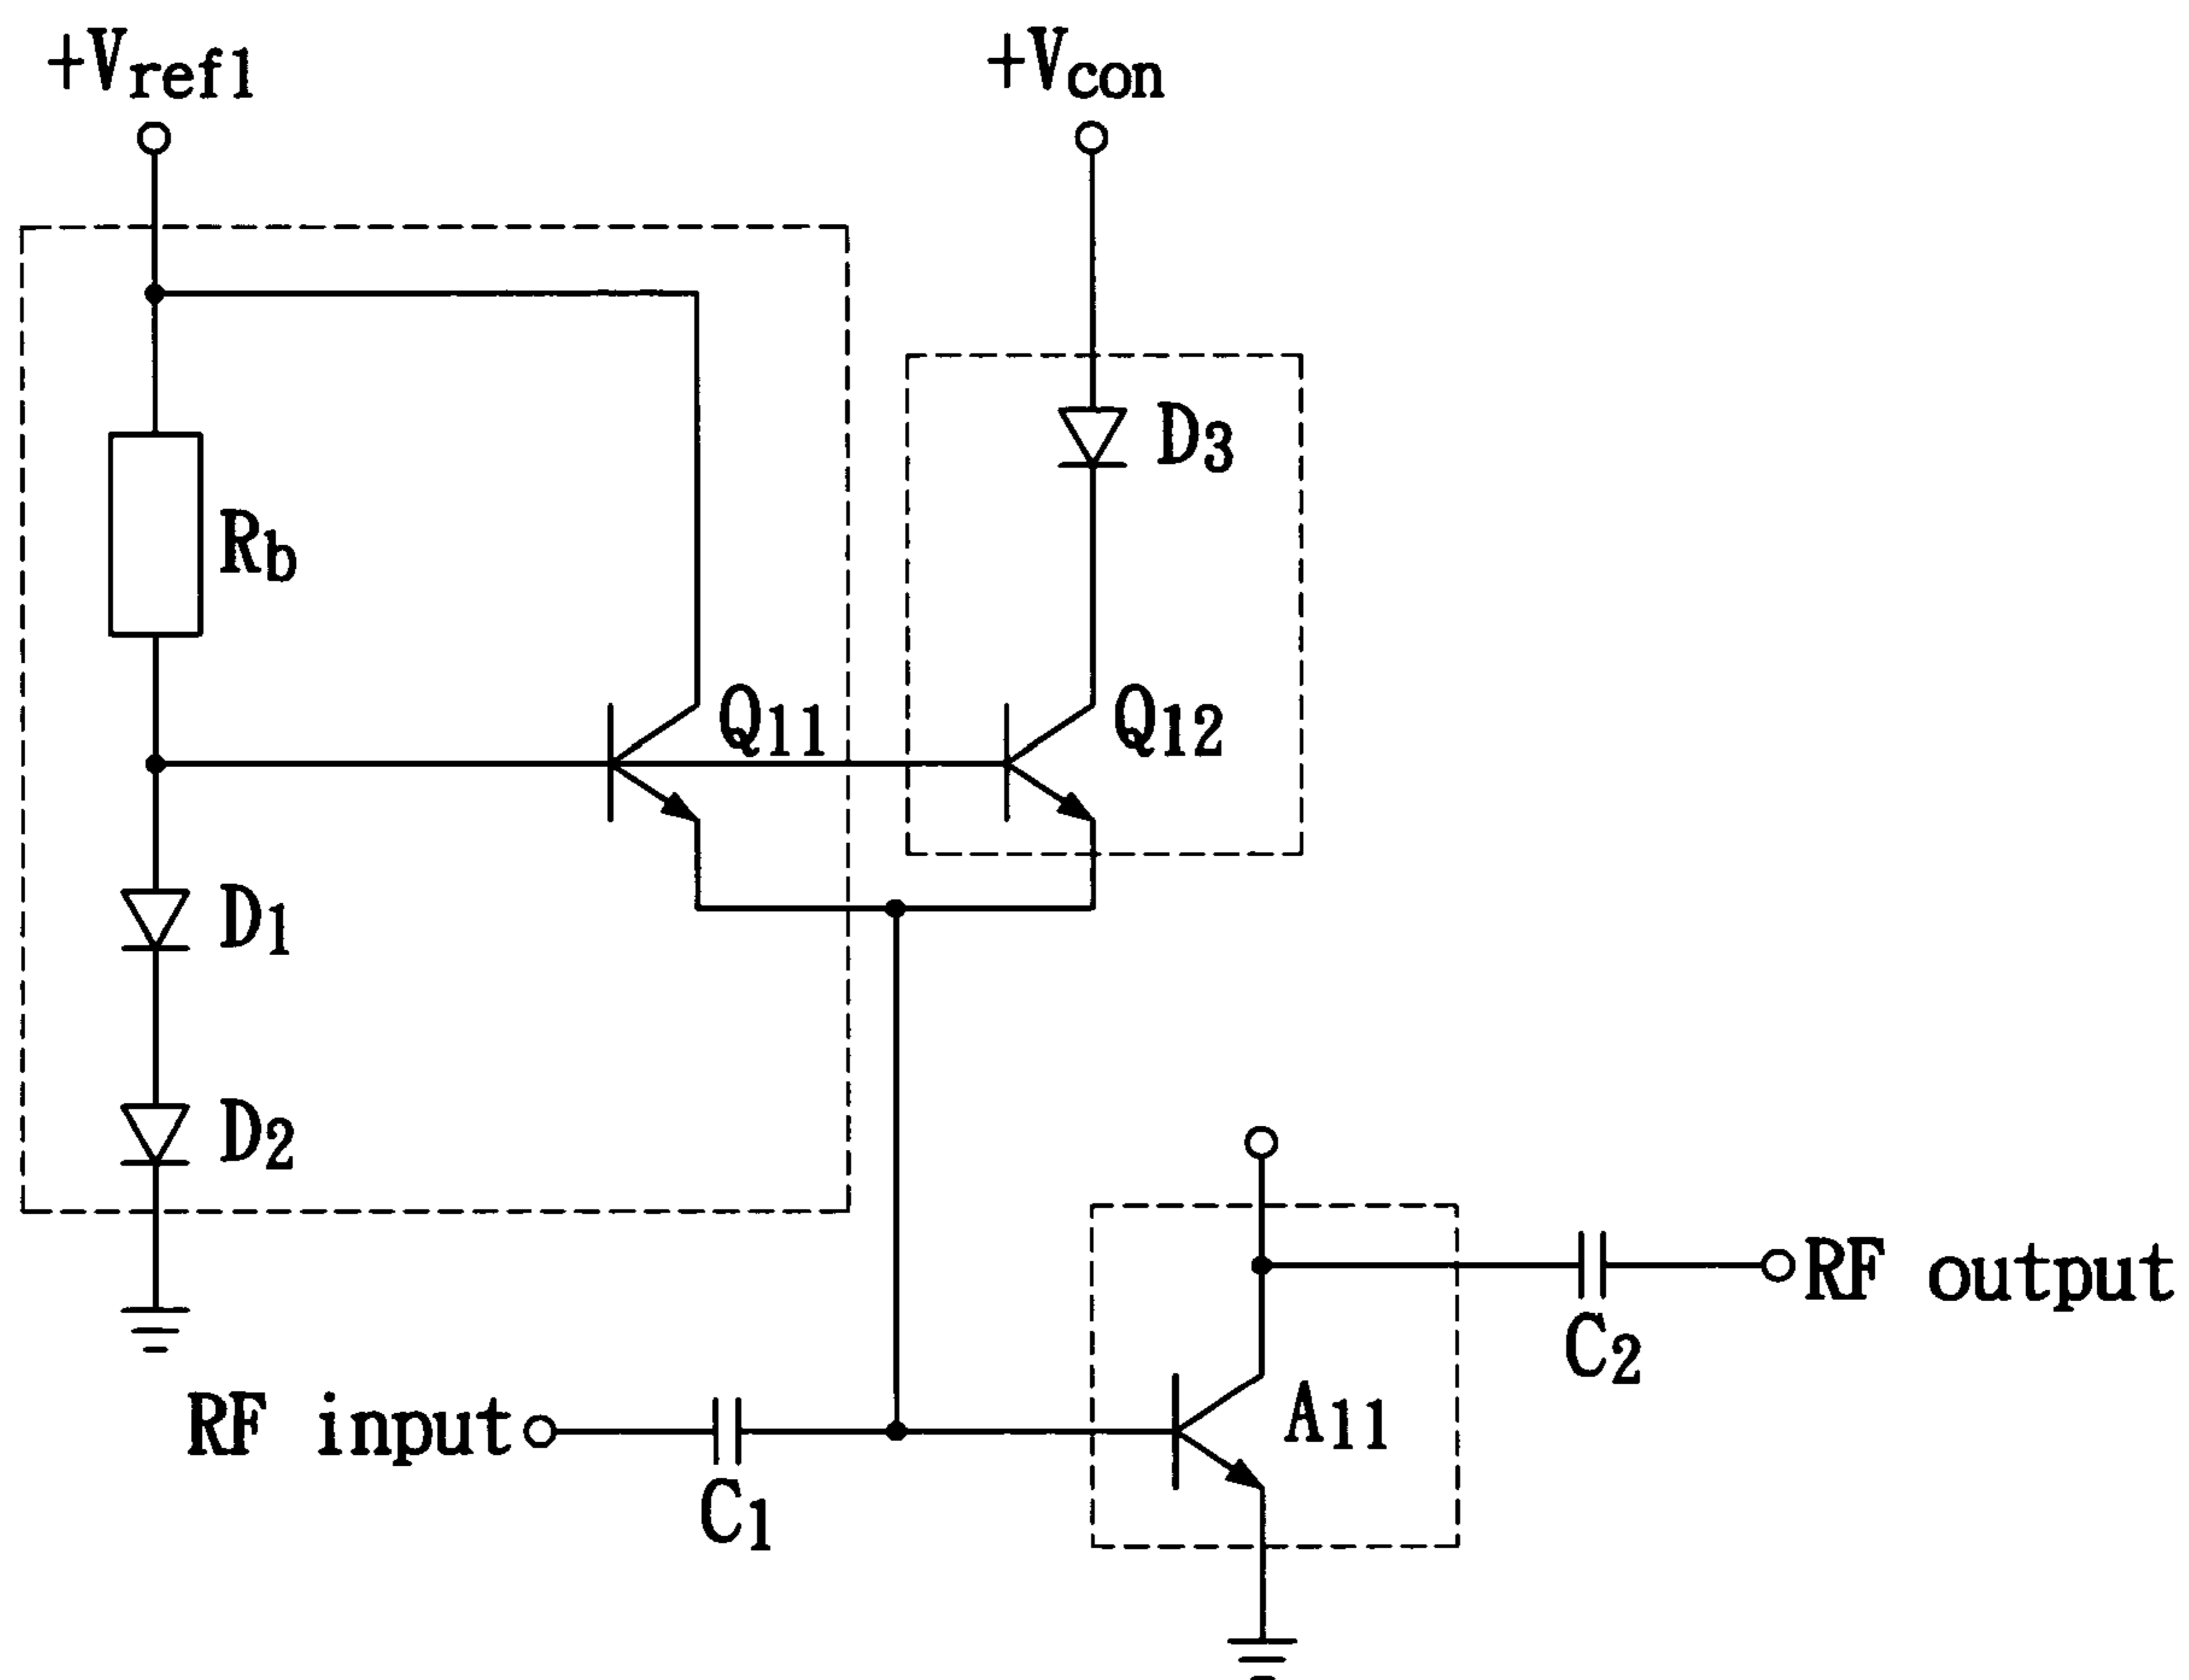 +Vref1
+Vcon
D3
Rb
Q11
Q12
D1
D2
RF output
C2
RF input
A11
C1